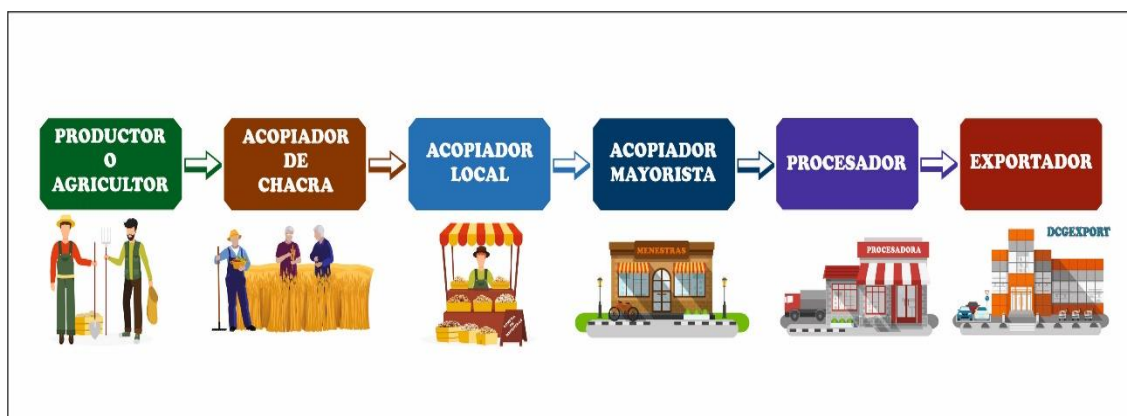 PRODUCTOR
O
AGRICULTOR
ACOPIADOR
DE
CHACRA
ACOPIADOR
LOCAL
ACOPIADOR
MAYORISTA
PROCESADOR
EXPORTADOR
MENESTRAS
PROCESADORA
DCGEXPORT